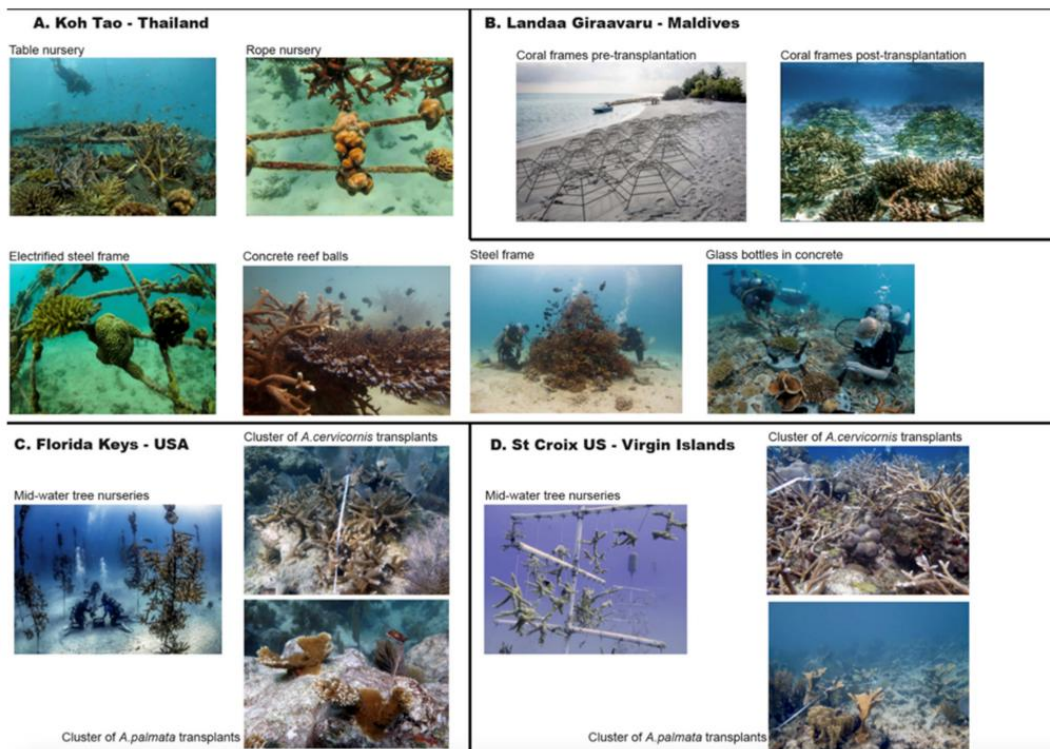 A. Koh Tao - Thailand
Table nursery
Rope nursery
B. Landaa Giraavaru - Maldives
Coral frames pre-transplantation
Coral frames post-transplantation
Electrified steel frame
Concrete reef balls
Steel frame
Glass bottles in concrete
C. Florida Keys - USA
Cluster of A.cervicornis transplants
Mid-water tree nurseries
Cluster of A.palmata transplants
D. St Croix US - Virgin Islands
Cluster of A.cervicornis transplants
Mid-water tree nurseries
Cluster of A.palmata transplants